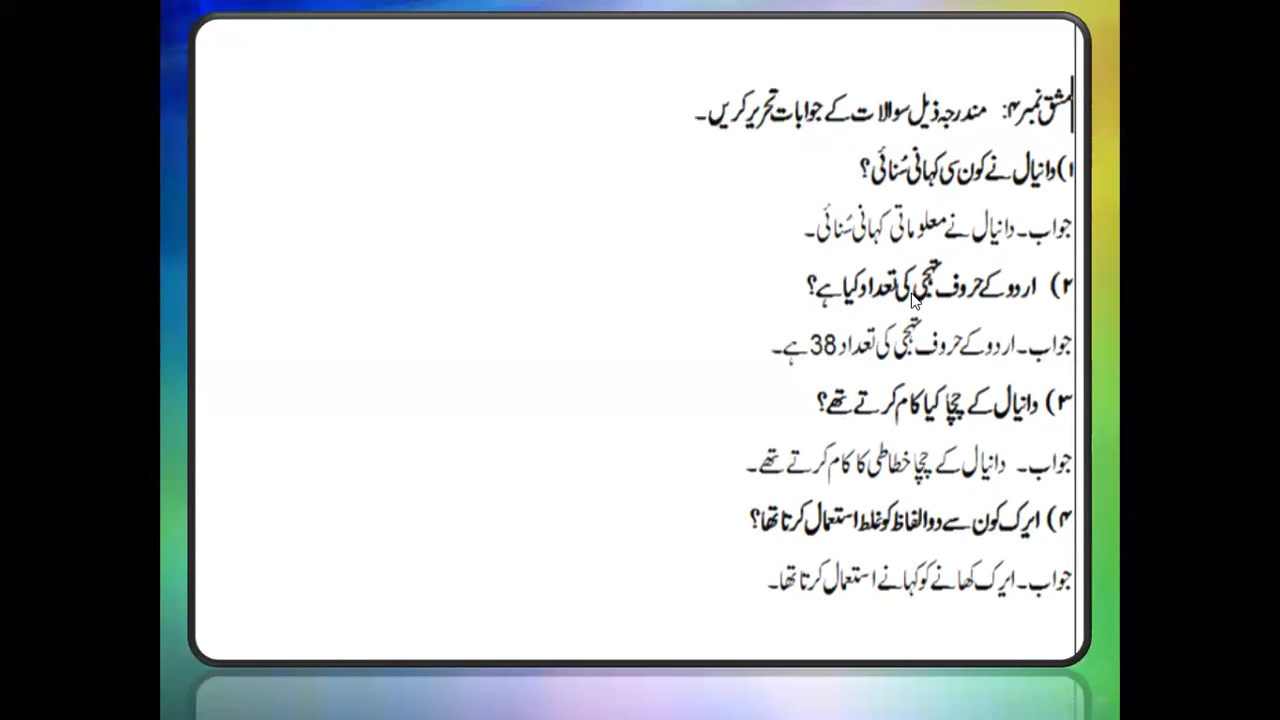 مشق نمبر ۴: مندرجہ ذیل سوالات کے جوابات تحریر کریں۔
۱) دانیال نے کون سی کہانی سُنائی؟
جواب۔ دانیال نے معلوماتی کہانی سُنائی۔
۲) اردو کے حروف تہجی کی تعداد کیا ہے؟
جواب۔ اردو کے حروف تہجی کی تعداد 38 ہے۔
۳) دانیال کے چچا کیا کام کرتے تھے؟
جواب۔ دانیال کے چچا خطاطی کا کام کرتے تھے۔
۴) ایرک کون سے دو الفاظ کو غلط استعمال کرتا تھا؟
جواب۔ ایرک کھانے کو کہانے استعمال کرتا تھا۔